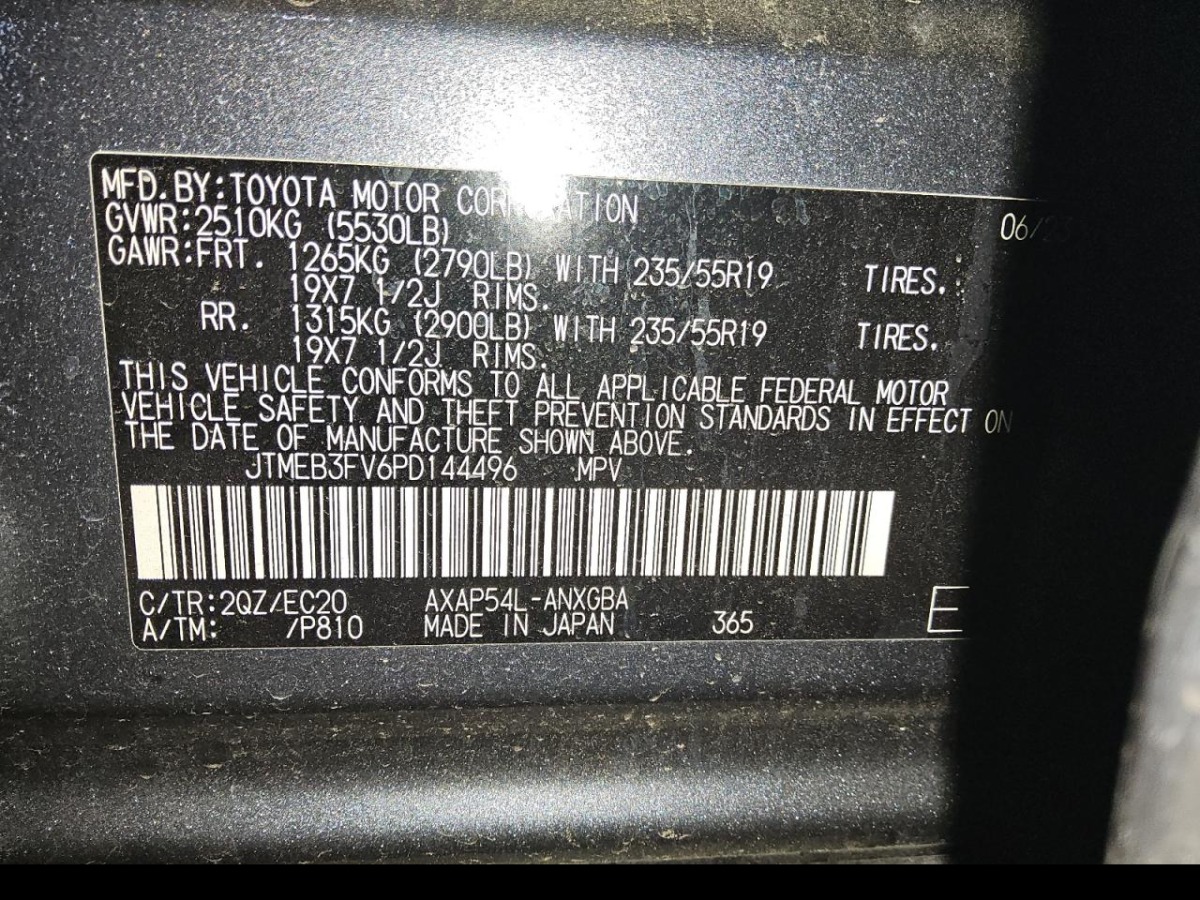 MFD.BY:TOYOTA MOTOR CORPORATION 06/23
GVWR:2510KG (5530LB)
GAWR:FRT. 1265KG (2790LB) WITH 235/55R19 TIRES.
19X7 1/2J RIMS.
RR. 1315KG (2900LB) WITH 235/55R19 TIRES.
19X7 1/2J RIMS.
THIS VEHICLE CONFORMS TO ALL APPLICABLE FEDERAL MOTOR
VEHICLE SAFETY AND THEFT PREVENTION STANDARDS IN EFFECT ON
THE DATE OF MANUFACTURE SHOWN ABOVE.
JTMEB3FV6PD144496 MPV
C/TR:2QZ/EC20 AXAP54L-ANXGBA
A/TM: /P810 MADE IN JAPAN 365 E